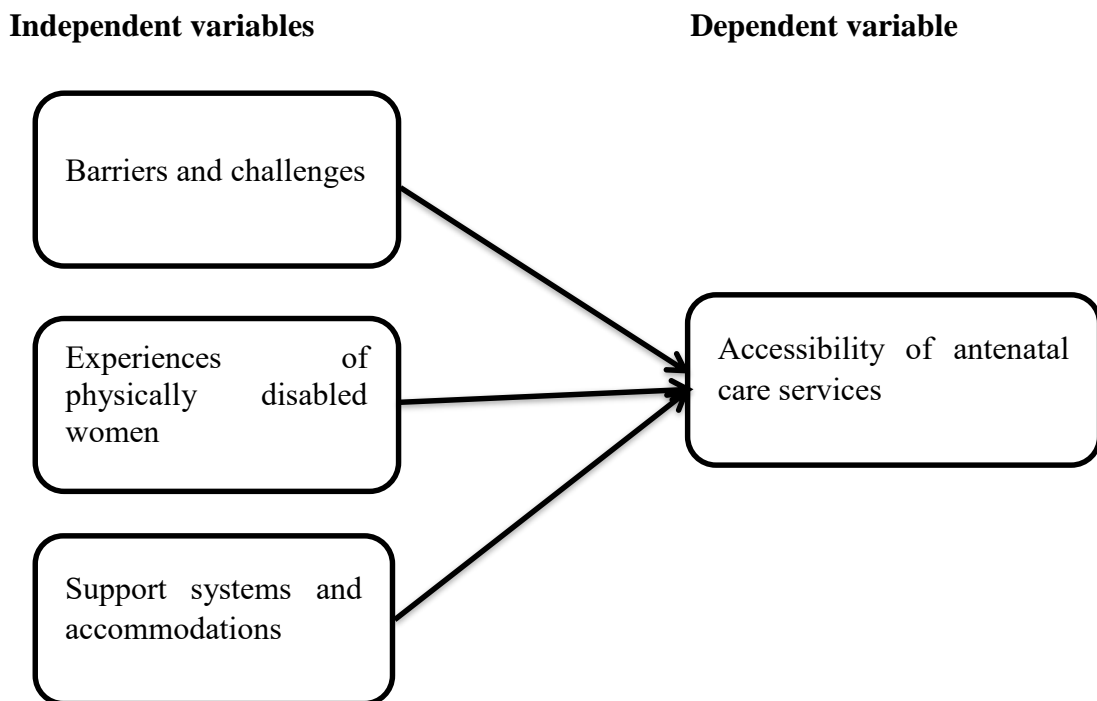 Independent variables
Dependent variable
Barriers and challenges
Experiences of
physically disabled
women
Support systems and
accommodations
Accessibility of antenatal
care services